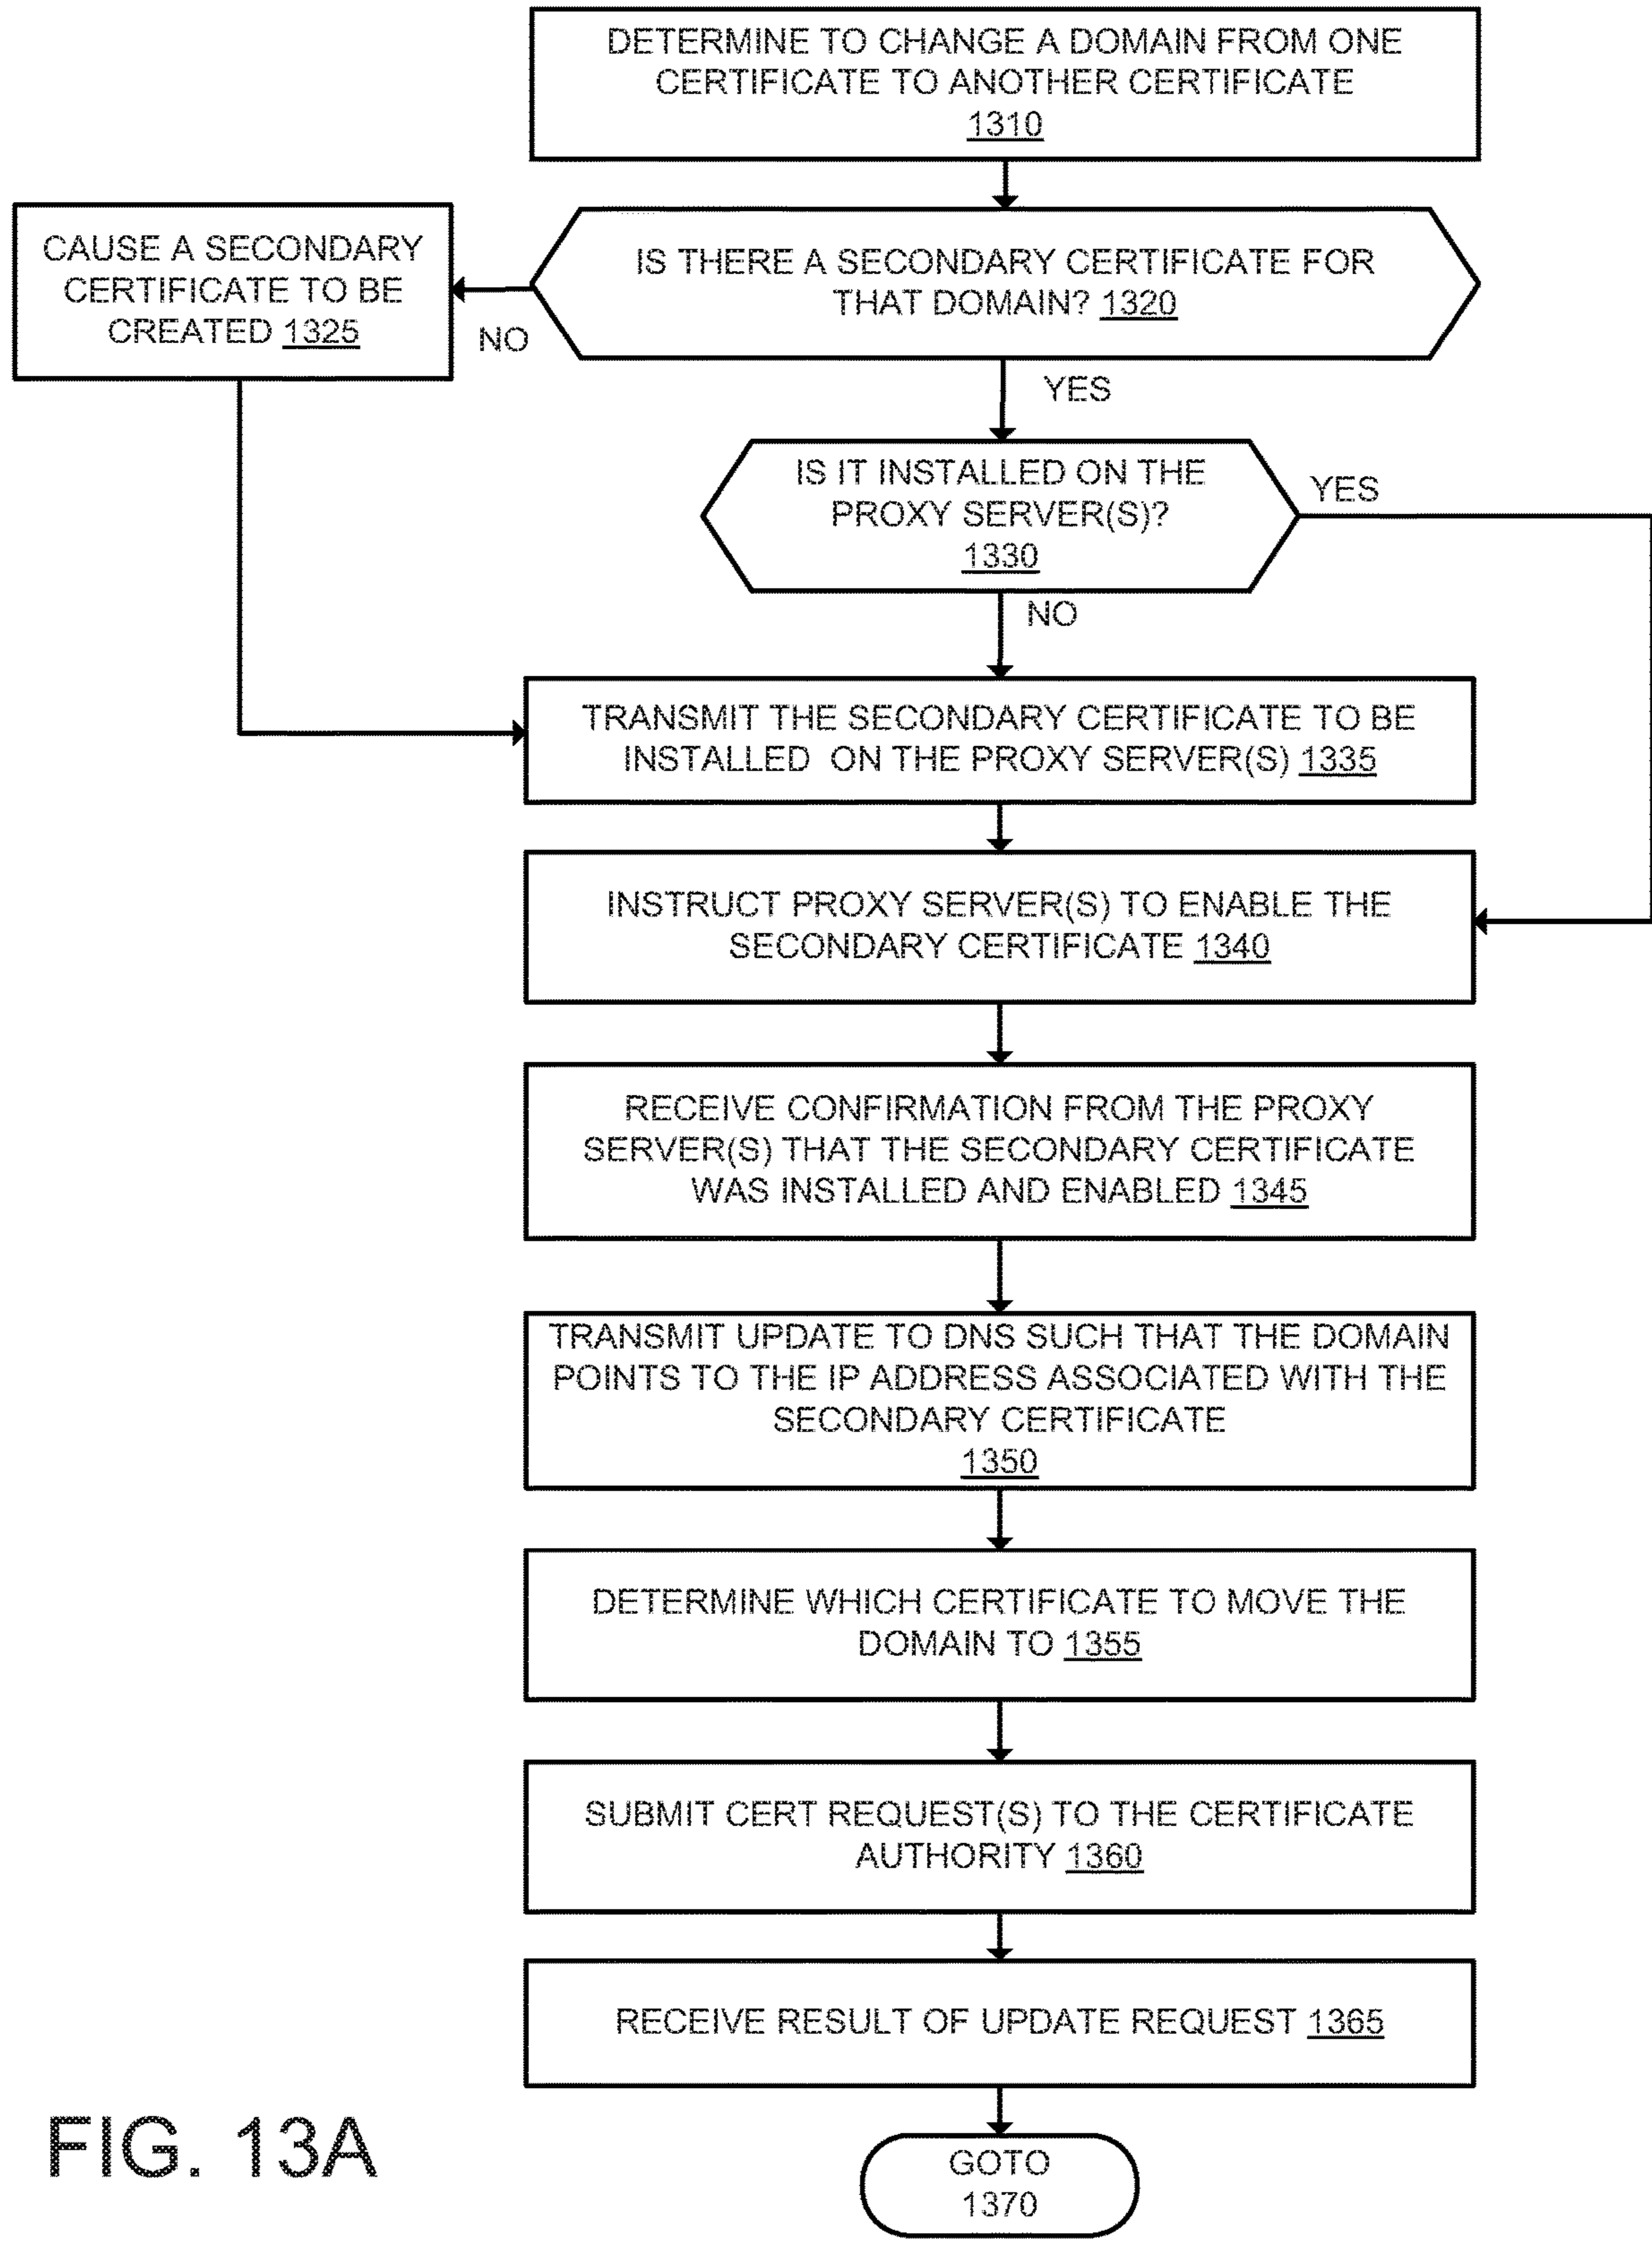 DETERMINE TO CHANGE A DOMAIN FROM ONE
CERTIFICATE TO ANOTHER CERTIFICATE
1310
CAUSE A SECONDARY
CERTIFICATE TO BE
CREATED 1325
NO
IS THERE A SECONDARY CERTIFICATE FOR
THAT DOMAIN? 1320
YES
IS IT INSTALLED ON THE
PROXY SERVER(S)?
1330
YES
NO
TRANSMIT THE SECONDARY CERTIFICATE TO BE
INSTALLED ON THE PROXY SERVER(S) 1335
INSTRUCT PROXY SERVER(S) TO ENABLE THE
SECONDARY CERTIFICATE 1340
RECEIVE CONFIRMATION FROM THE PROXY
SERVER(S) THAT THE SECONDARY CERTIFICATE
WAS INSTALLED AND ENABLED 1345
TRANSMIT UPDATE TO DNS SUCH THAT THE DOMAIN
POINTS TO THE IP ADDRESS ASSOCIATED WITH THE
SECONDARY CERTIFICATE
1350
DETERMINE WHICH CERTIFICATE TO MOVE THE
DOMAIN TO 1355
SUBMIT CERT REQUEST(S) TO THE CERTIFICATE
AUTHORITY 1360
RECEIVE RESULT OF UPDATE REQUEST 1365
GOTO
1370
FIG. 13A